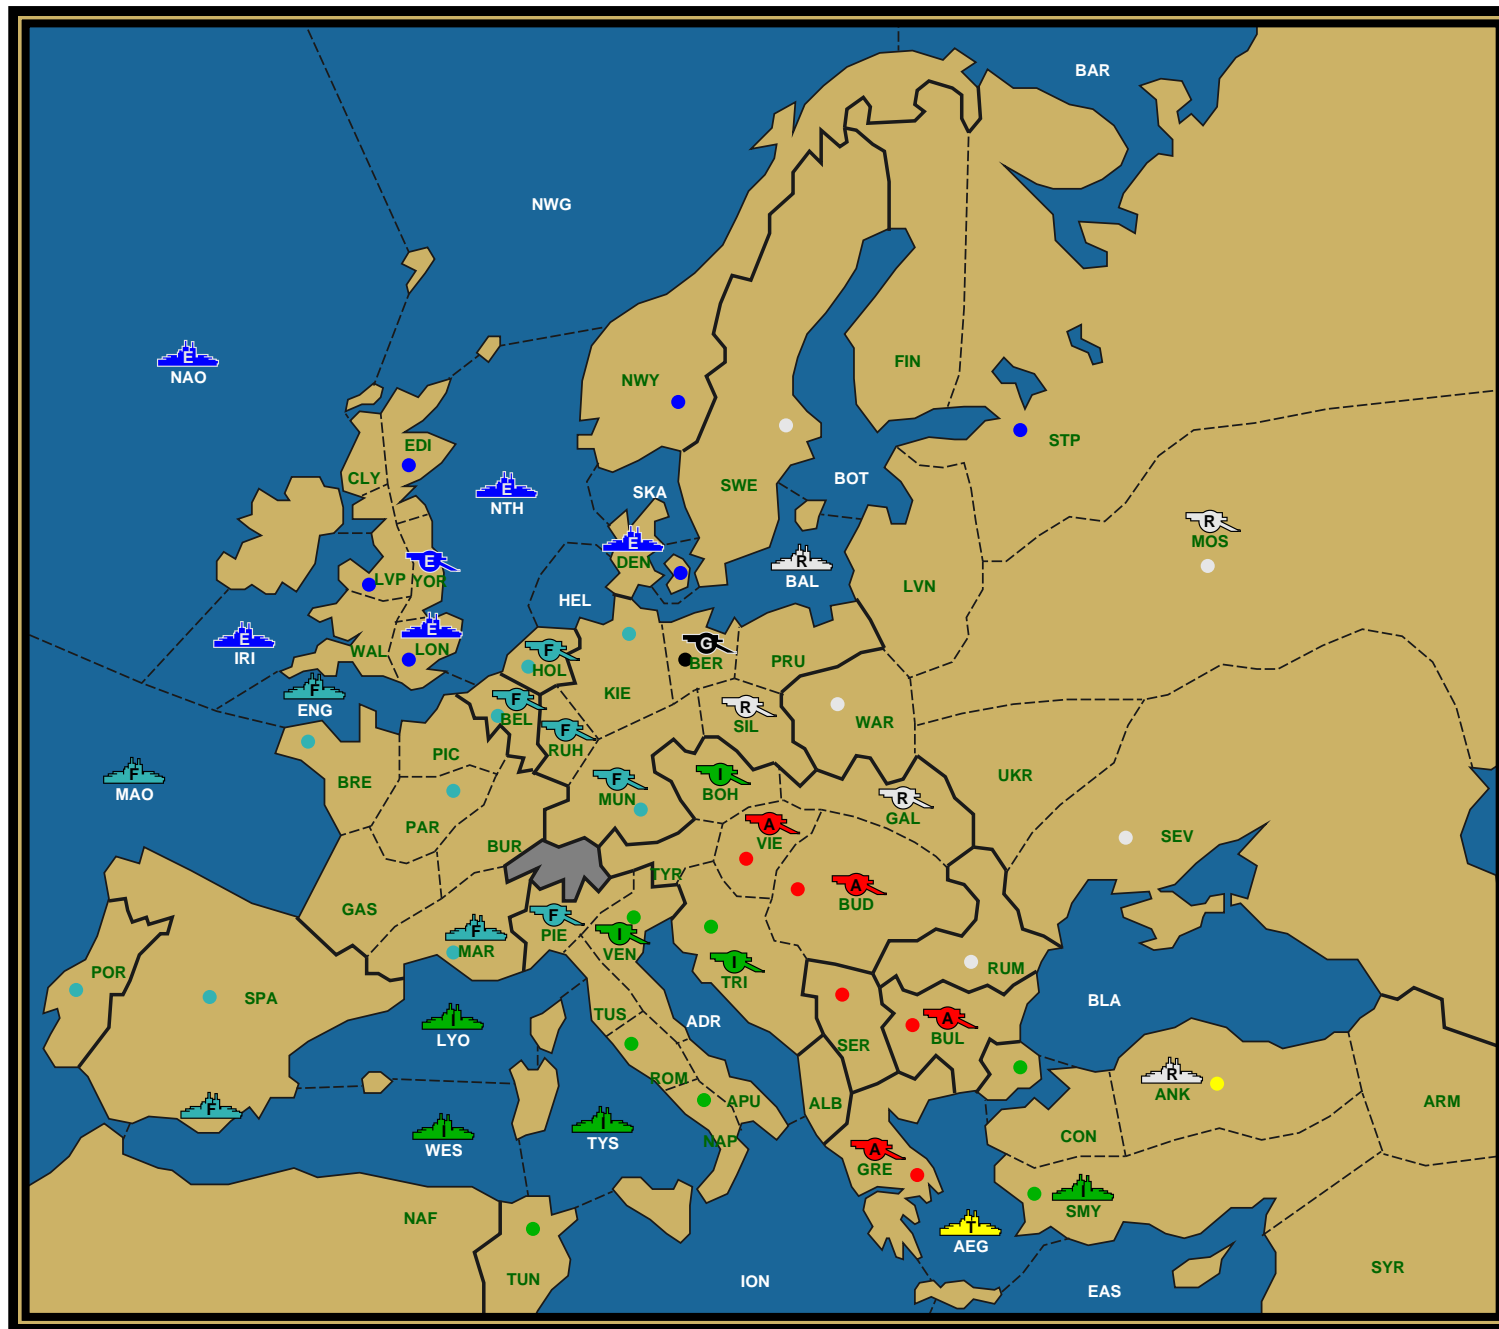 BAR
NWG
E
NAO
FIN
NWY
EDI
STP
CLY
BOT
SWE
SKA
E
NTH
R
MOS
E
DEN
R
BAL
E
YOR
LVP
LVN
HEL
E
LON
E
IRI
WAL
F
HOL
G
BER
PRU
KIE
F
ENG
F
BEL
R
SIL
WAR
F
RUH
PIC
I
BOH
UKR
F
MUN
F
MAO
BRE
R
GAL
A
VIE
PAR
SEV
BUR
TYR
A
BUD
GAS
F
PIE
F
MAR
I
VEN
I
TRI
POR
SPA
RUM
BLA
TUS
ADR
I
LYO
A
BUL
SER
ROM
R
ANK
APU
ALB
ARM
F
I
WES
I
TYS
NAP
CON
A
GRE
I
SMY
NAF
T
AEG
TUN
ION
EAS
SYR